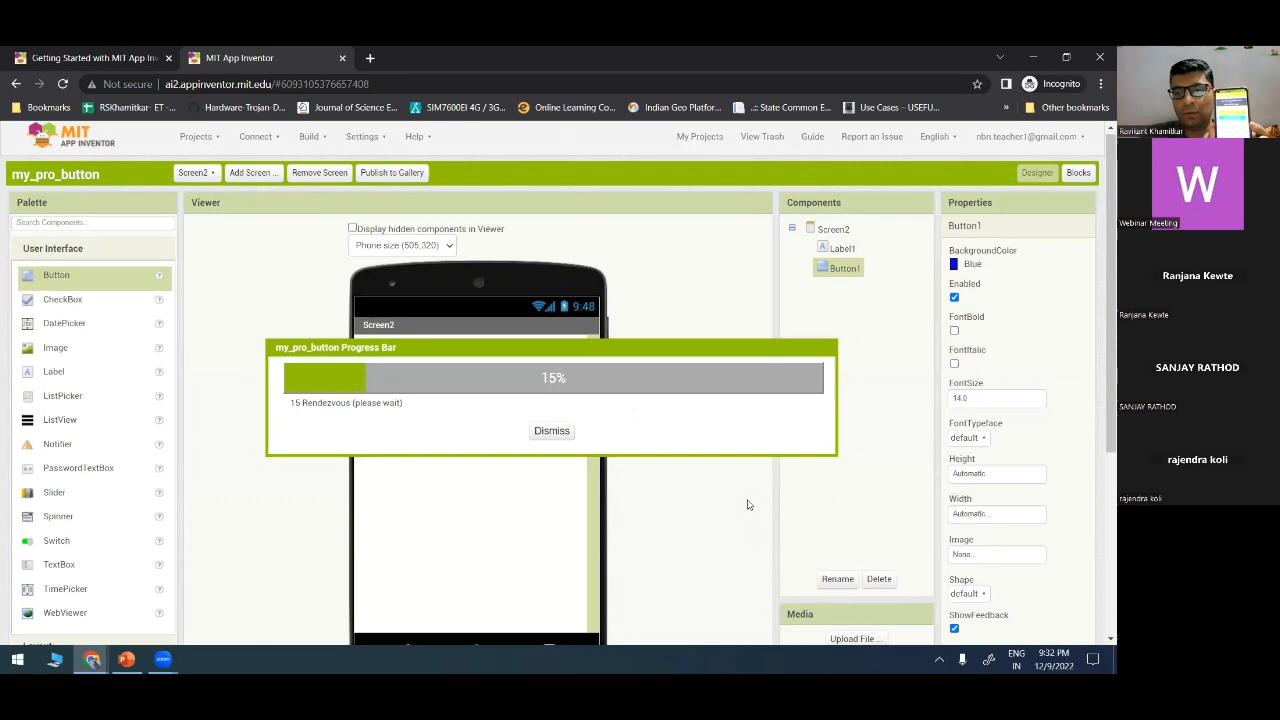 Getting Started with MIT App Inv
MIT App Inventor
Not secure
ai2.appinventor.mit.edu/#6093105376657408
Incognito
Bookmarks
RSKhamitkar- ET -...
Hardware-Trojan-D...
Journal of Science E...
SIM7600E 4G / 3G...
Online Learning Co...
Indian Geo Platfor...
...: State Common E...
Use Cases – USEFU...
»
Other bookmarks
MIT
APP INVENTOR
Projects
Connect
Build
Settings
Help
My Projects
View Trash
Guide
Report an Issue
English
nbn.teacher1@gmail.com
my_pro_button
Screen2
Add Screen ...
Remove Screen
Publish to Gallery
Designer
Blocks
Palette
Search Components...
User Interface
Button
CheckBox
DatePicker
Image
Label
ListPicker
ListView
Notifier
PasswordTextBox
Slider
Spinner
Switch
TextBox
TimePicker
WebViewer
Viewer
Display hidden components in Viewer
Phone size (505,320)
9:48
Screen2
my_pro_button Progress Bar
15%
15 Rendezvous (please wait)
Dismiss
Components
Screen2
Label1
Button1
Rename
Delete
Media
Upload File ...
Properties
Button1
BackgroundColor
Blue
Enabled
FontBold
FontItalic
FontSize
14.0
FontTypeface
default
Height
Automatic...
Width
Automatic...
Image
None...
Shape
default
ShowFeedback
Ravikant Khamitkar
W
Webinar Meeting
Ranjana Kewte
Ranjana Kewte
SANJAY RATHOD
SANJAY RATHOD
rajendra koli
rajendra koli
zoom
ENG
IN
9:32 PM
12/9/2022